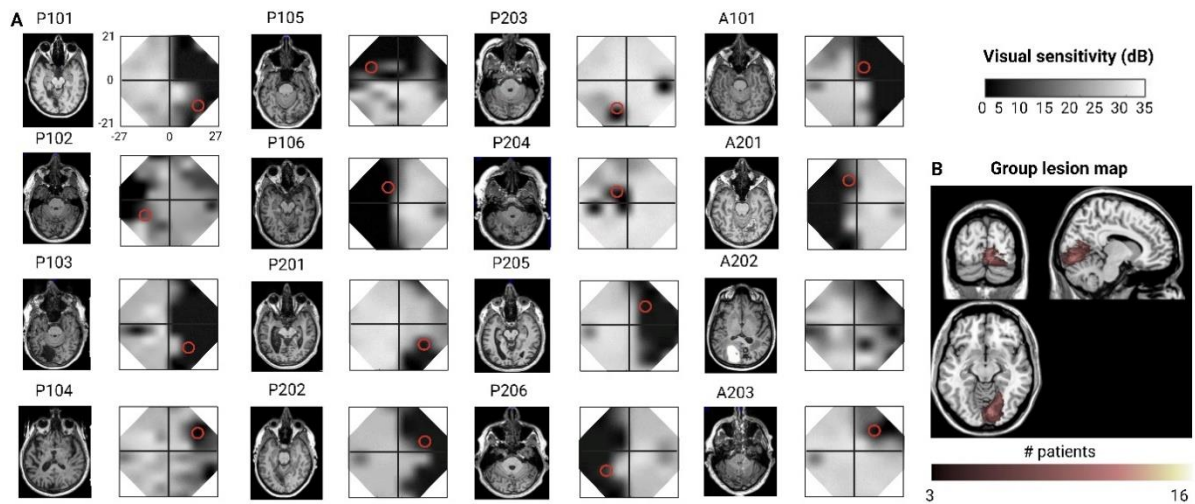 A
P101
P105
P203
A101
21
0
-21
-27
0
27
P102
P106
P204
A201
P103
P201
P205
A202
P104
P202
P206
A203
Visual sensitivity (dB)
0 5 10 15 20 25 30 35
B
Group lesion map
# patients
3
16